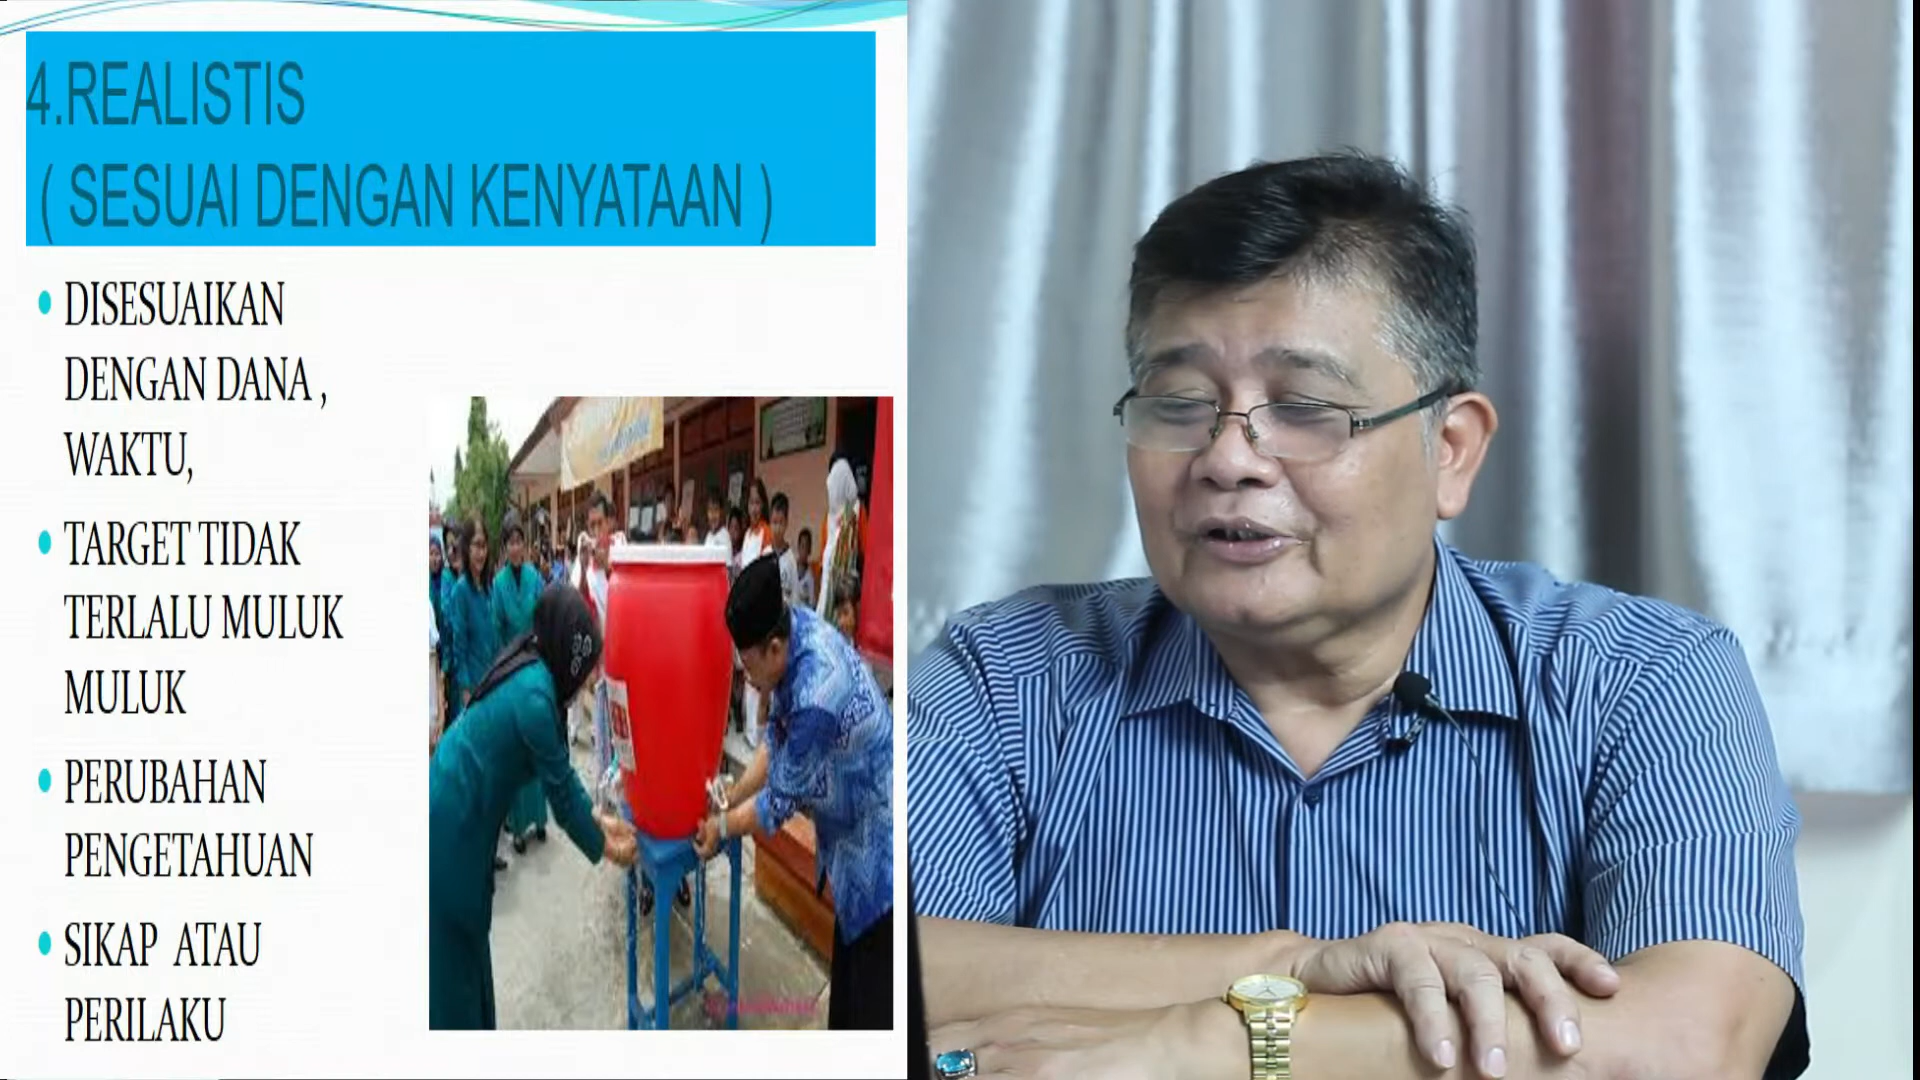 4.REALISTIS
( SESUAI DENGAN KENYATAAN )
• DISESUAIKAN
DENGAN DANA ,
WAKTU,
• TARGET TIDAK
TERLALU MULUK
MULUK
• PERUBAHAN
PENGETAHUAN
• SIKAP ATAU
PERILAKU